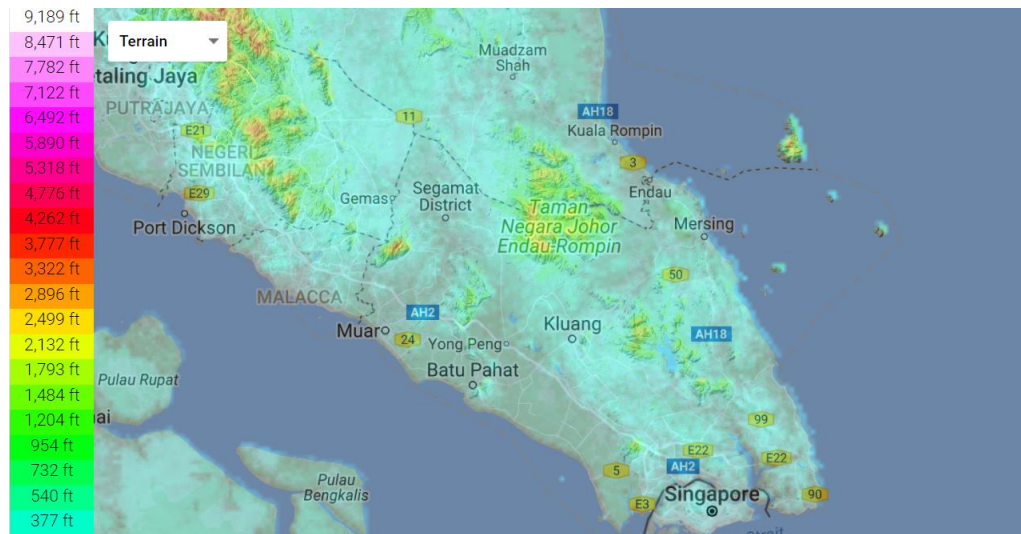 9,189 ft
8,471 ft
7,782 ft
7,122 ft
6,492 ft
5,890 ft
5,318 ft
4,776 ft
4,262 ft
3,777 ft
3,322 ft
2,896 ft
2,499 ft
2,132 ft
1,793 ft
1,484 ft
1,204 ft
954 ft
732 ft
540 ft
377 ft
Terrain
Muadzam
Shah
taling Jaya
PUTRAJAYA
AH18
11
E21
Kuala Rompin
NEGERI
SEMBILAN
3
E29
Gemas
Segamat
District
Endau
Port Dickson
Taman
Negara Johor
Endau-Rompin
Mersing
50
MALACCA
AH2
Muar
24
Kluang
AH18
Yong Peng
Batu Pahat
Pulau Rupat
ai
99
E22
5
AH2
E22
Pulau
Bengkalis
Singapore
E3
90
Strait